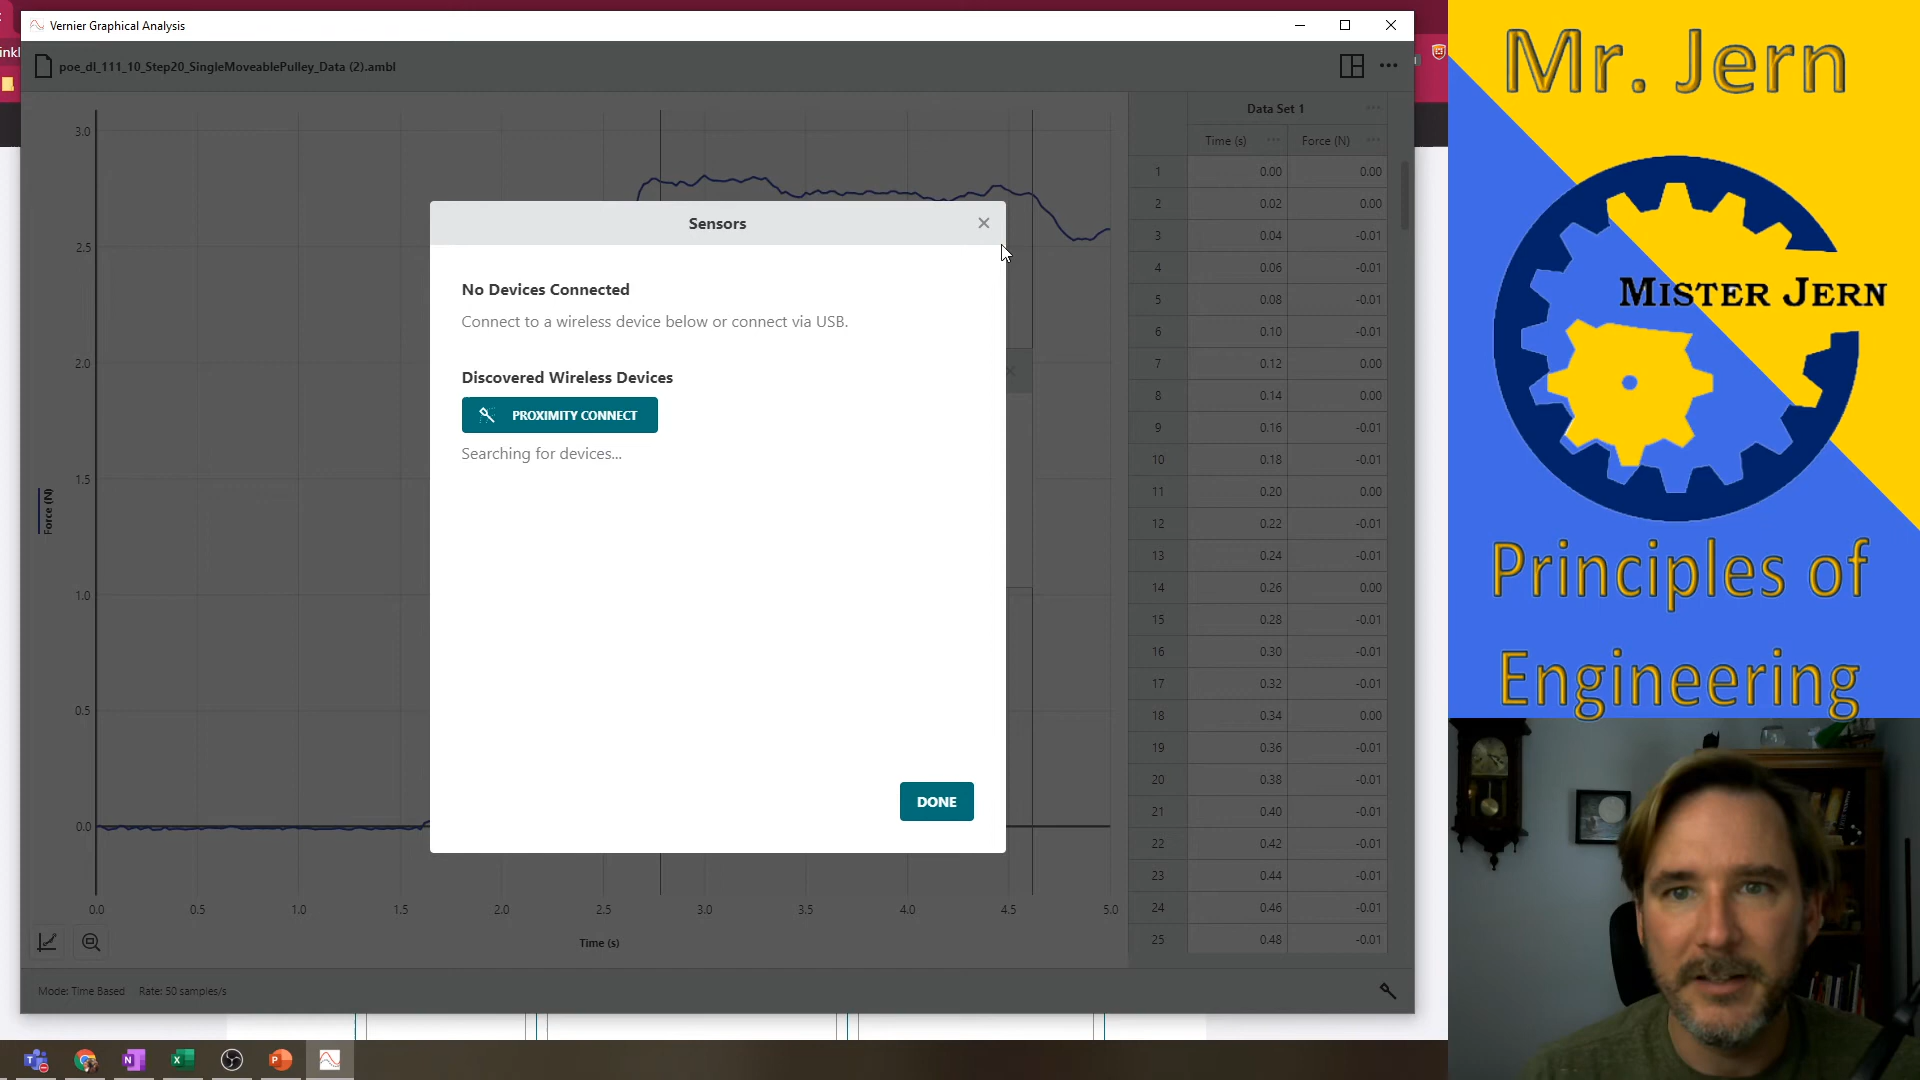 Vernier Graphical Analysis
inkl
poe_dl_111_10_Step20_SingleMoveablePulley_Data (2).ambl
3.0
2.5
2.0
1.5
1.0
0.5
0.0
Force (N)
0.0 0.5 1.0 1.5 2.0 2.5 3.0 3.5 4.0 4.5 5.0
Time (s)
Mode: Time Based Rate: 50 samples/s
Sensors
No Devices Connected
Connect to a wireless device below or connect via USB.
Discovered Wireless Devices
PROXIMITY CONNECT
Searching for devices...
DONE
Data Set 1
Time (s) Force (N)
1 0.00 0.00
2 0.02 0.00
3 0.04 -0.01
4 0.06 -0.01
5 0.08 -0.01
6 0.10 -0.01
7 0.12 0.00
8 0.14 0.00
9 0.16 -0.01
10 0.18 -0.01
11 0.20 0.00
12 0.22 -0.01
13 0.24 -0.01
14 0.26 0.00
15 0.28 -0.01
16 0.30 -0.01
17 0.32 -0.01
18 0.34 0.00
19 0.36 -0.01
20 0.38 -0.01
21 0.40 -0.01
22 0.42 -0.01
23 0.44 -0.01
24 0.46 -0.01
25 0.48 -0.01
Mr. Jern
MISTER JERN
Principles of
Engineering